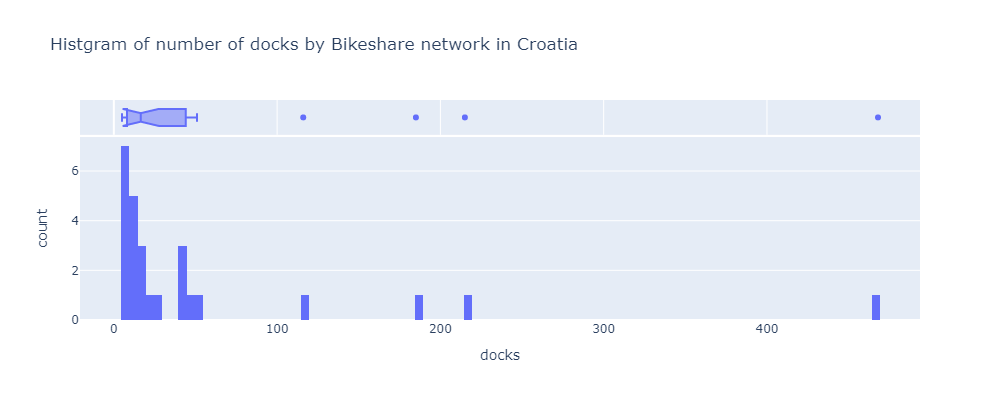 Histgram of number of docks by Bikeshare network in Croatia
6
4
2
0
count
0 100 200 300 400
docks